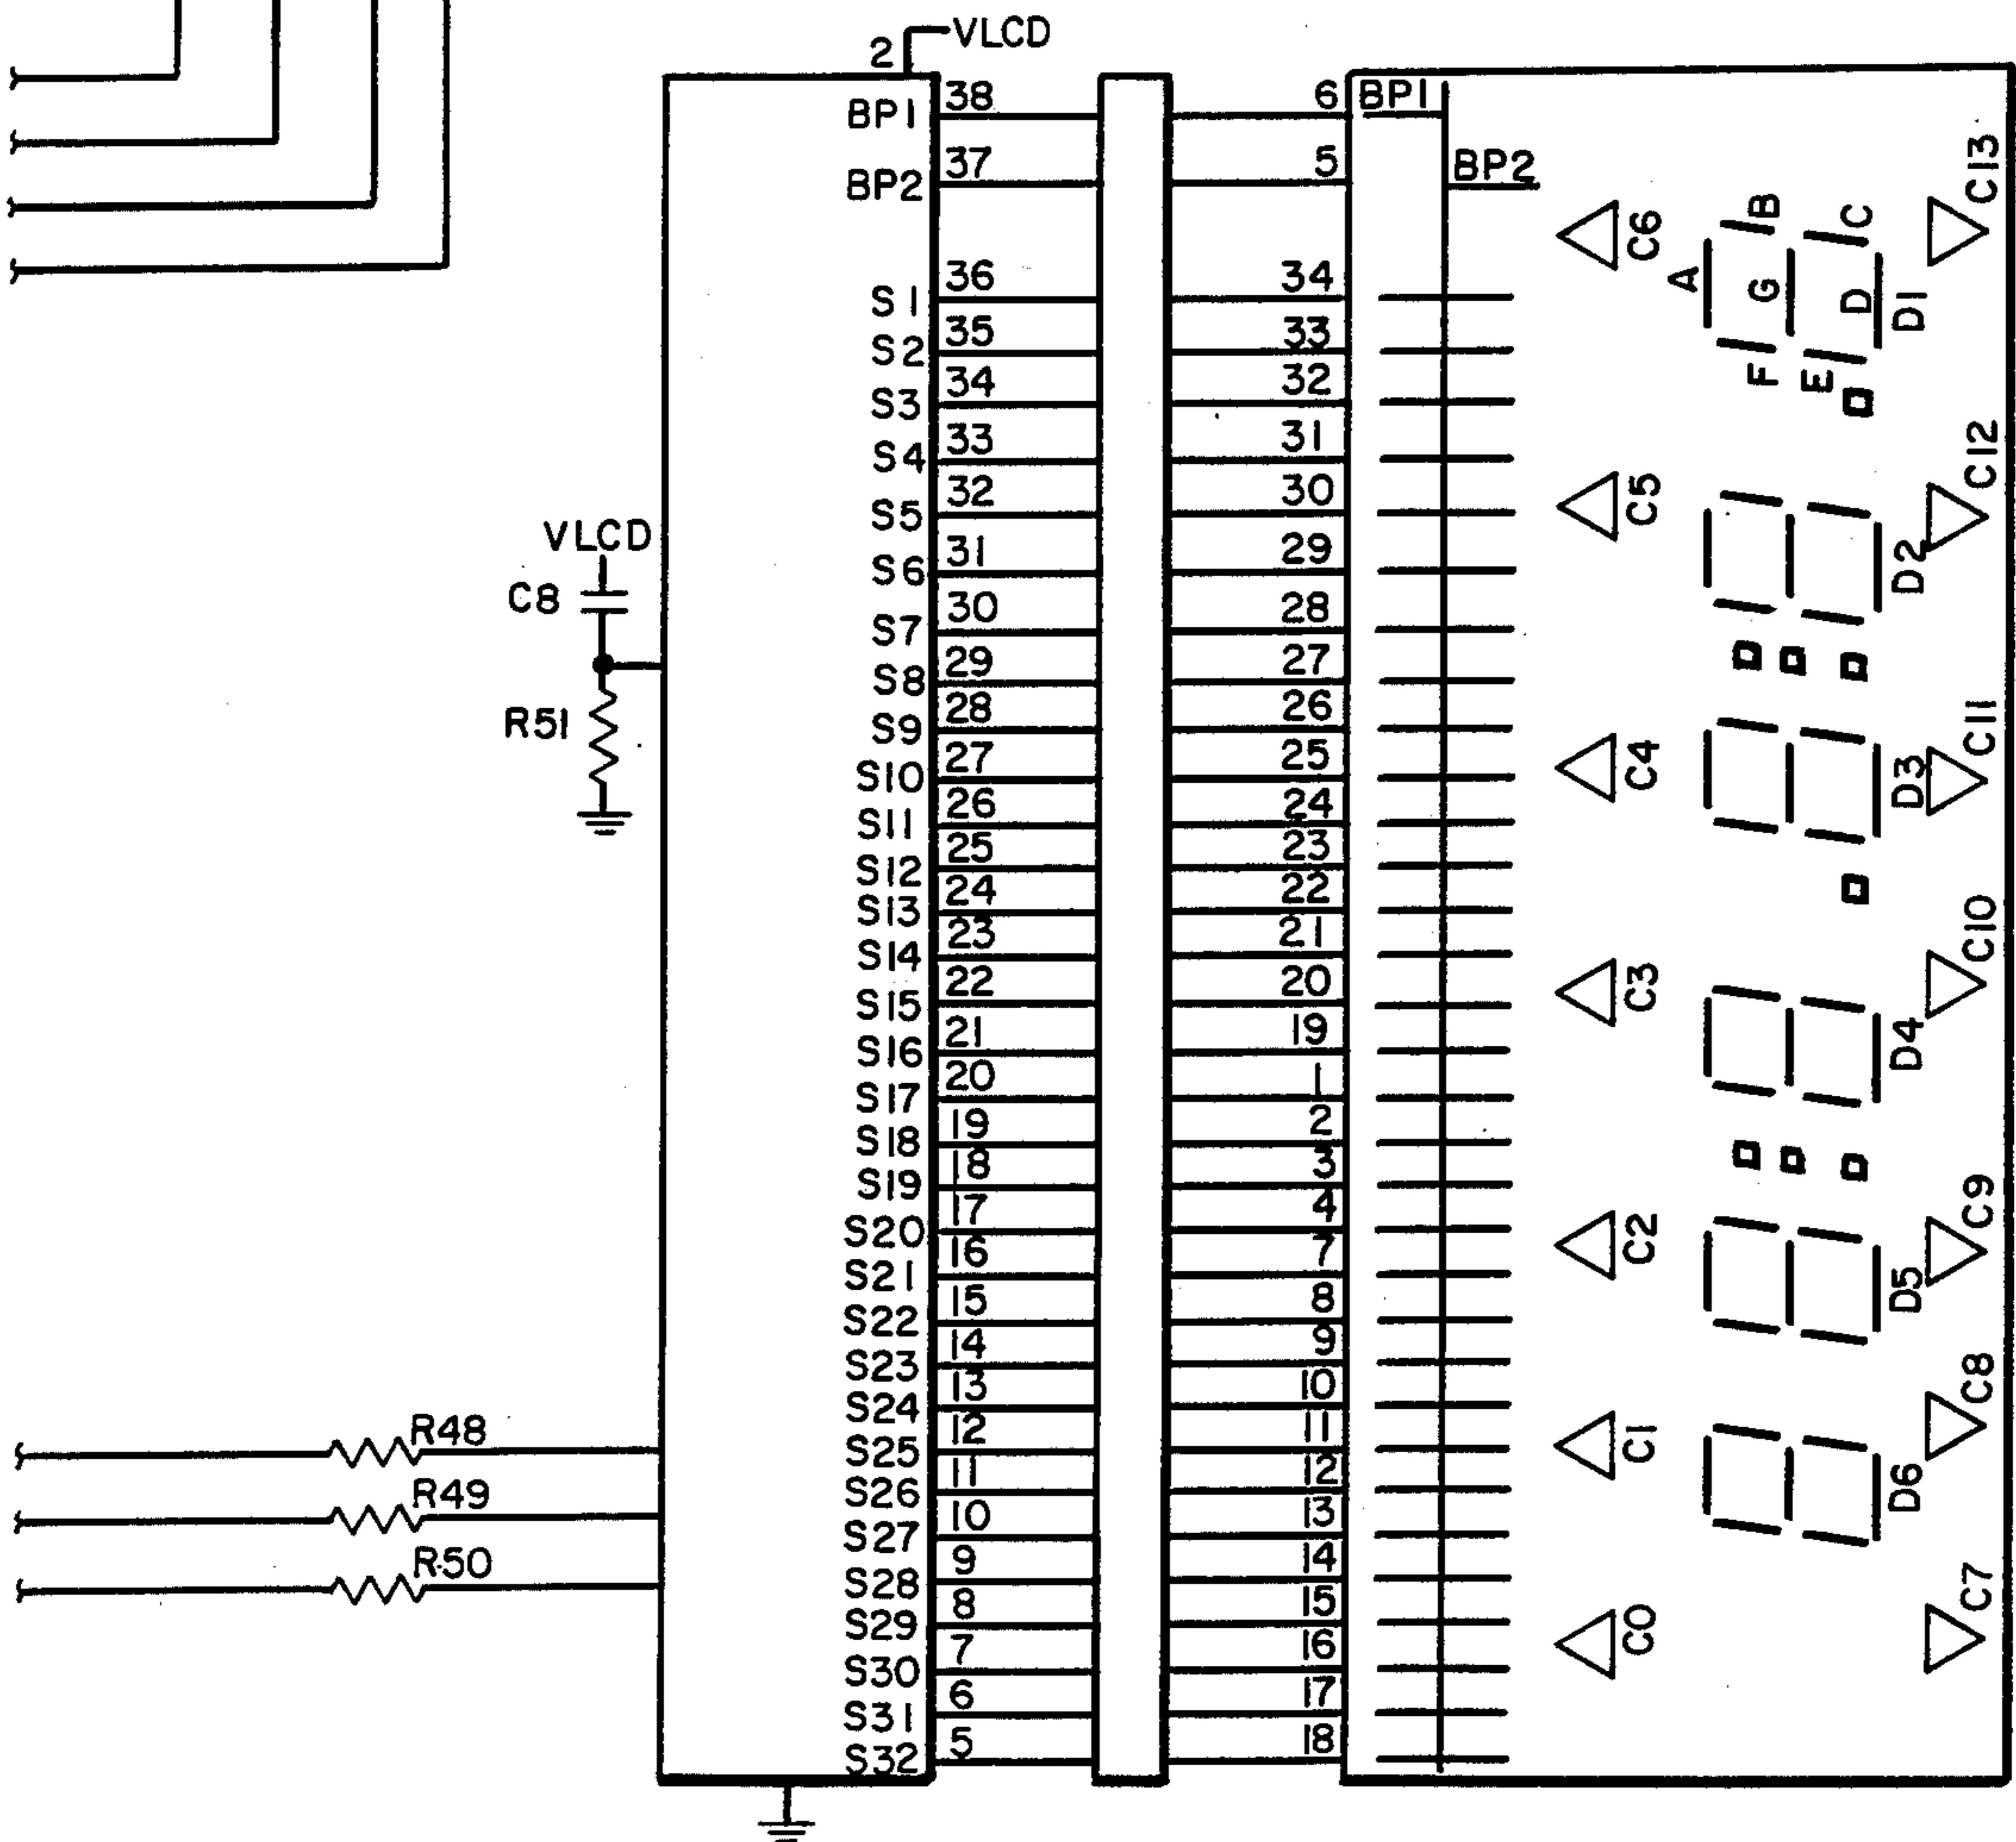 2 VLCD
BP1 38 6 BP1
BP2 37 5 BP2
S1 36 34
S2 35 33
S3 34 32
S4 33 31
S5 32 30
S6 31 29
S7 30 28
S8 29 27
S9 28 26
S10 27 25
S11 26 24
S12 25 23
S13 24 22
S14 23 21
S15 22 20
S16 21 19
S17 20 1
S18 19 2
S19 18 3
S20 17 4
S21 16 7
S22 15 8
S23 14 9
S24 13 10
S25 12 11
S26 11 12
S27 10 13
S28 9 14
S29 8 15
S30 7 16
S31 6 17
S32 5 18
VLCD
C8
R51
R48
R49
R50
C6
C5
C4
C3
C2
C1
C0
A
B
G
F
C
D
E
D1
D2
D3
D4
D5
D6
C13
C12
C11
C10
C9
C8
C7